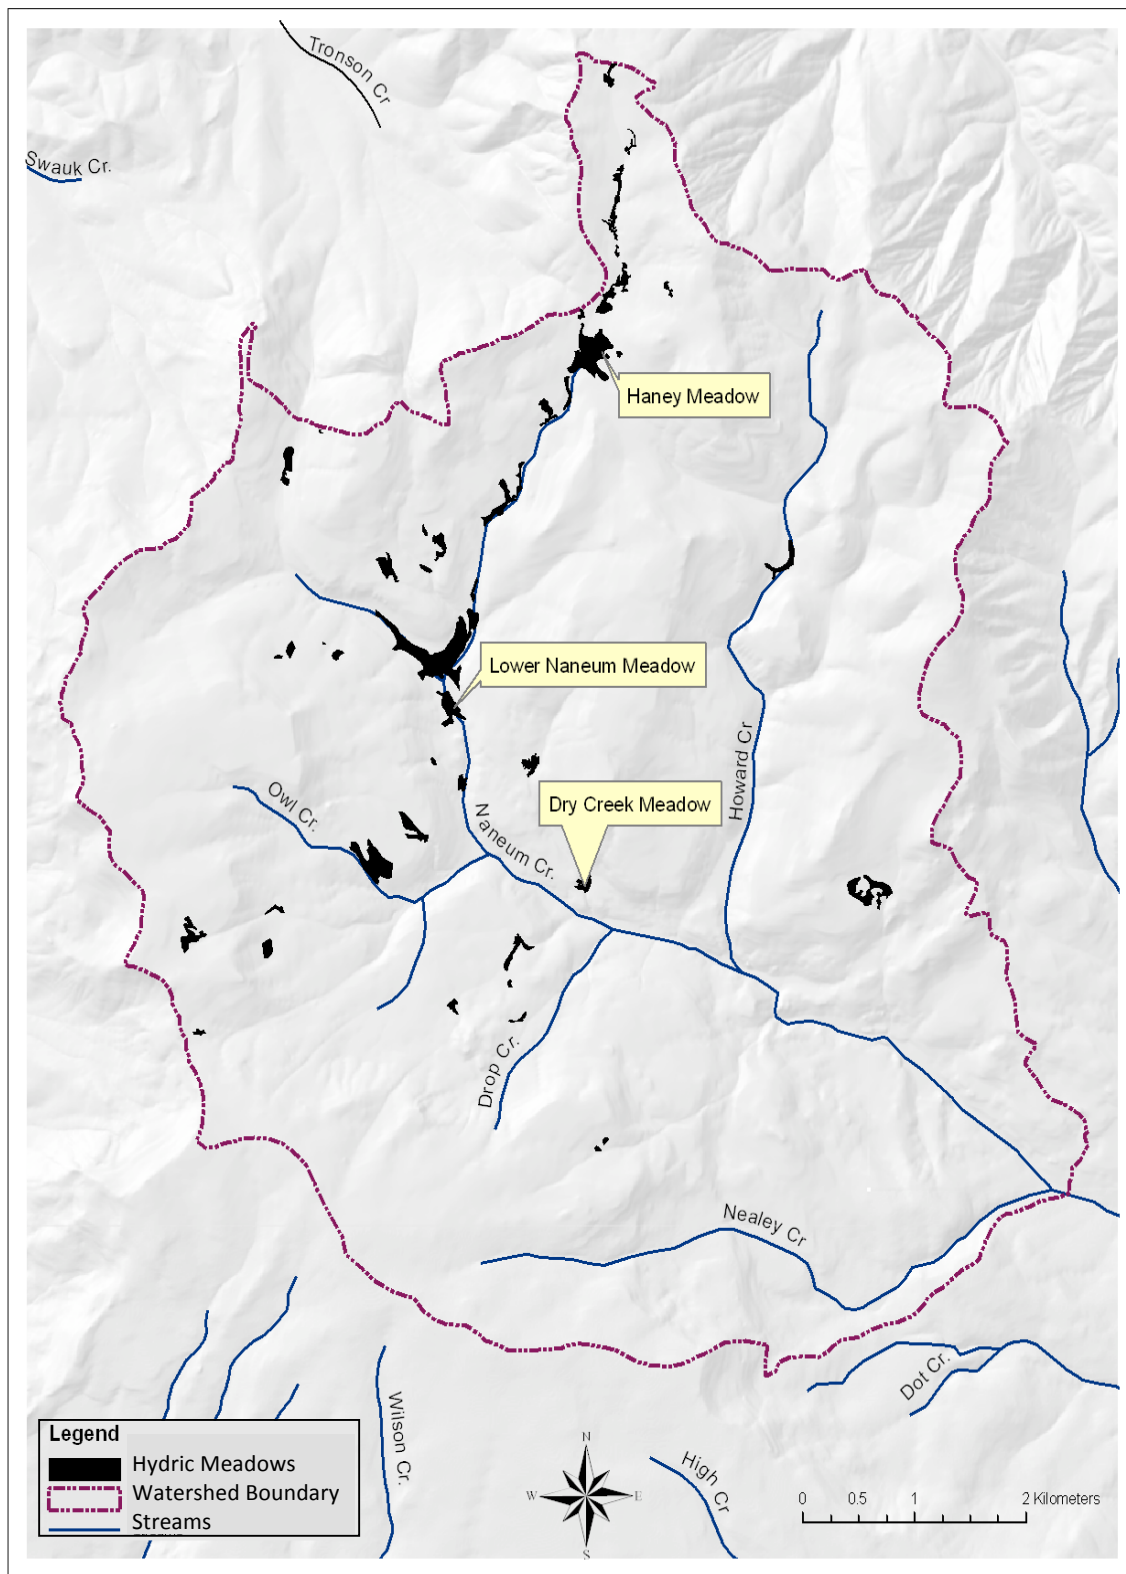 Tronson Cr
Swauk Cr.
Haney Meadow
Lower Naneum Meadow
Howard Cr
Dry Creek Meadow
Owl Cr.
Naneum Cr.
Drop Cr.
Nealey Cr
Dot Cr.
Wilson Cr.
High Cr
Legend
Hydric Meadows
Watershed Boundary
Streams
N
W E
S
0 0.5 1 2 Kilometers